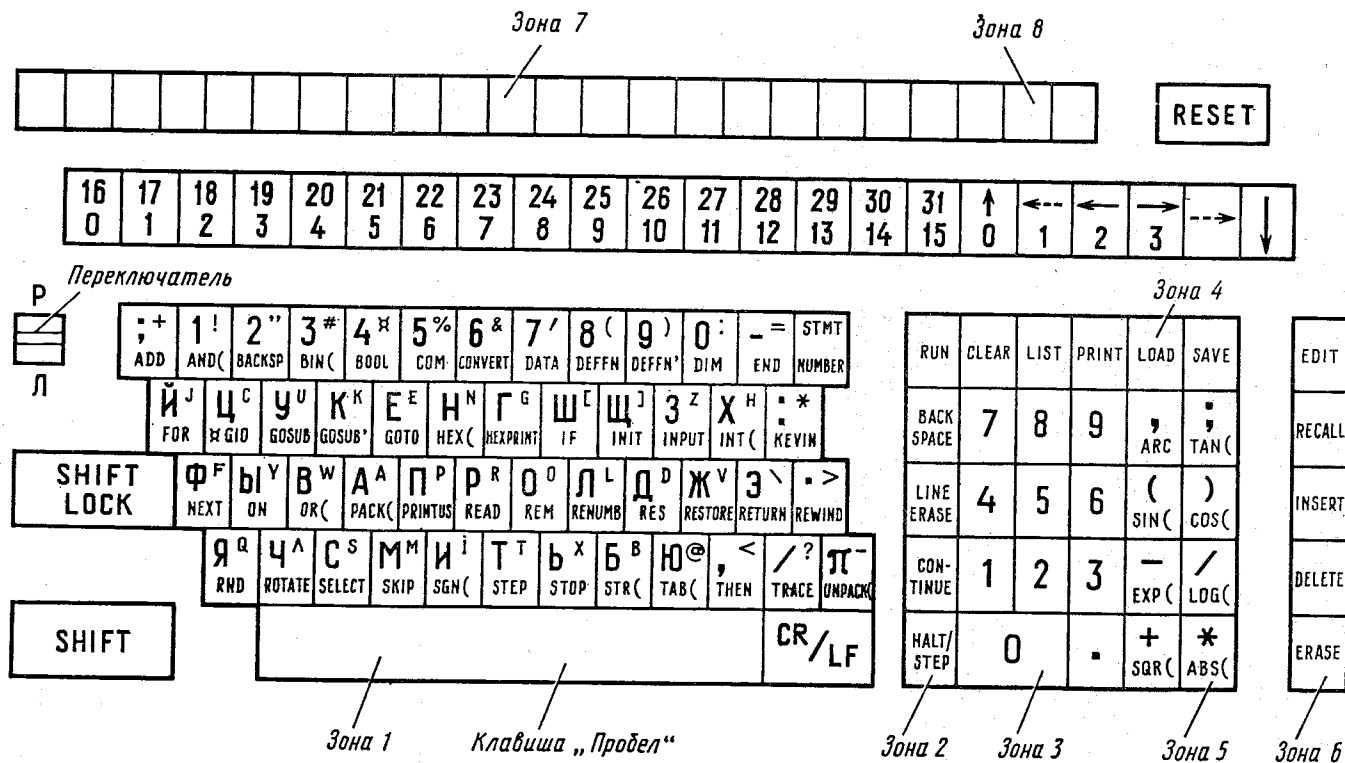 Зона 7 Зона 8
RESET
16 17 18 19 20 21 22 23 24 25 26 27 28 29 30 31 ↑ ⇠ ← → ⇢ ↓
0 1 2 3 4 5 6 7 8 9 10 11 12 13 14 15 0 1 2 3
Переключатель
Р
Л
Зона 4
; + 1 ! 2 " 3 # 4 ¤ 5 % 6 & 7 ' 8 ( 9 ) 0 : - = STMT
ADD AND( BACKSP BIN( BOOL COM CONVERT DATA DEFFN DEFFN' DIM END NUMBER
Й J Ц C У U К K Е E Н N Г G Ш [ Щ ] З Z Х H : *
FOR ¤GIO GOSUB GOSUB' GOTO HEX( HEXPRINT IF INIT INPUT INT( KEVIN
SHIFT LOCK
Ф F Ы Y В W А A П P Р R О O Л L Д D Ж V Э \ . >
NEXT ON OR( PACK( PRINTUS READ REM RENUMB RES RESTORE RETURN REWIND
Я Q Ч ^ С S М M И j Т T Ь X Б B Ю @ , < / ? π -
RND ROTATE SELECT SKIP SGN( STEP STOP STR( TAB( THEN TRACE UNPACK(
SHIFT
CR/LF
RUN CLEAR LIST PRINT LOAD SAVE
BACK SPACE 7 8 9 , ;
ARC TAN(
LINE ERASE 4 5 6 ( )
SIN( COS(
CON-
TINUE 1 2 3 – /
EXP( LOG(
HALT/
STEP 0 . + *
SQR( ABS(
EDIT
RECALL
INSERT
DELETE
ERASE
Зона 1 Клавиша „Пробел“ Зона 2 Зона 3 Зона 5 Зона 6